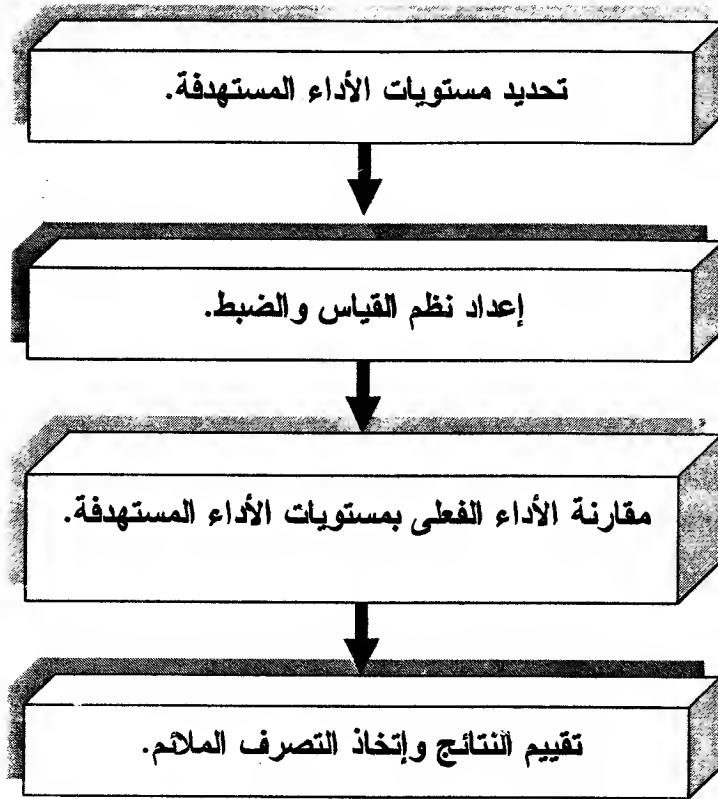 تحديد مستويات الأداء المستهدفة.
إعداد نظم القياس والضبط.
مقارنة الأداء الفعلى بمستويات الأداء المستهدفة.
تقييم النتائج وإتخاذ التصرف الملائم.